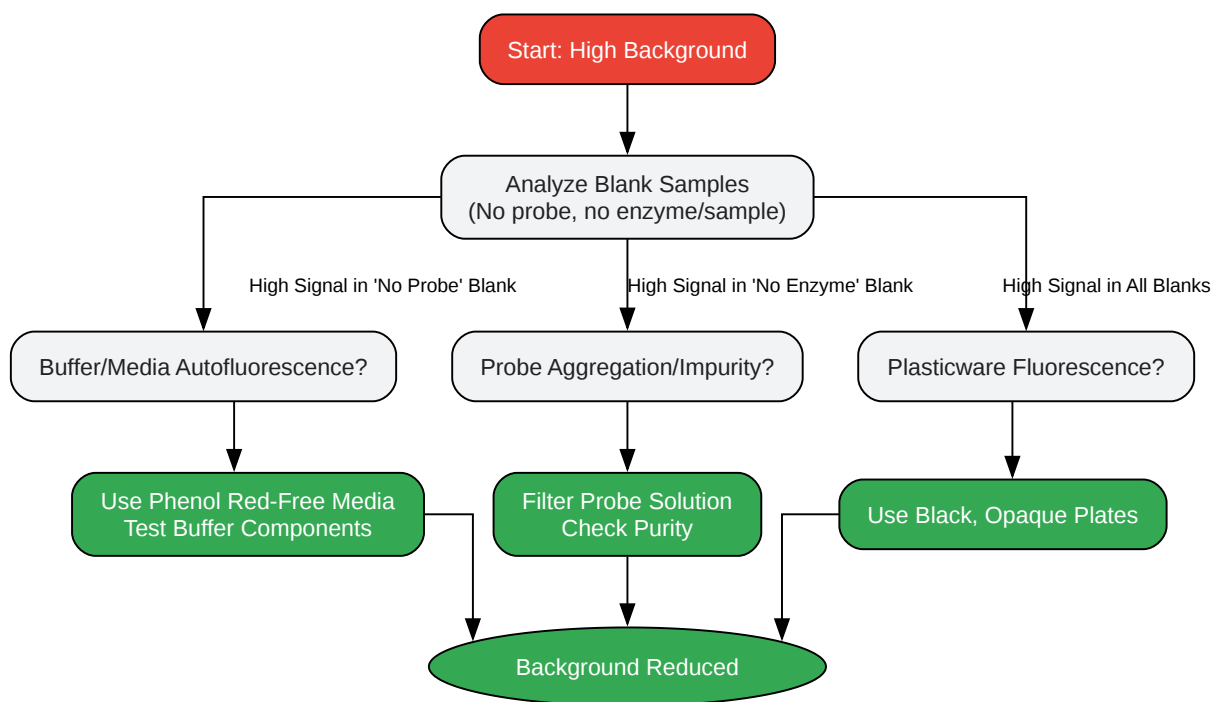 Start: High Background
Analyze Blank Samples
(No probe, no enzyme/sample)
High Signal in 'No Probe' Blank
High Signal in 'No Enzyme' Blank
High Signal in All Blanks
Buffer/Media Autofluorescence?
Probe Aggregation/Impurity?
Plasticware Fluorescence?
Use Phenol Red-Free Media
Test Buffer Components
Filter Probe Solution
Check Purity
Use Black, Opaque Plates
Background Reduced